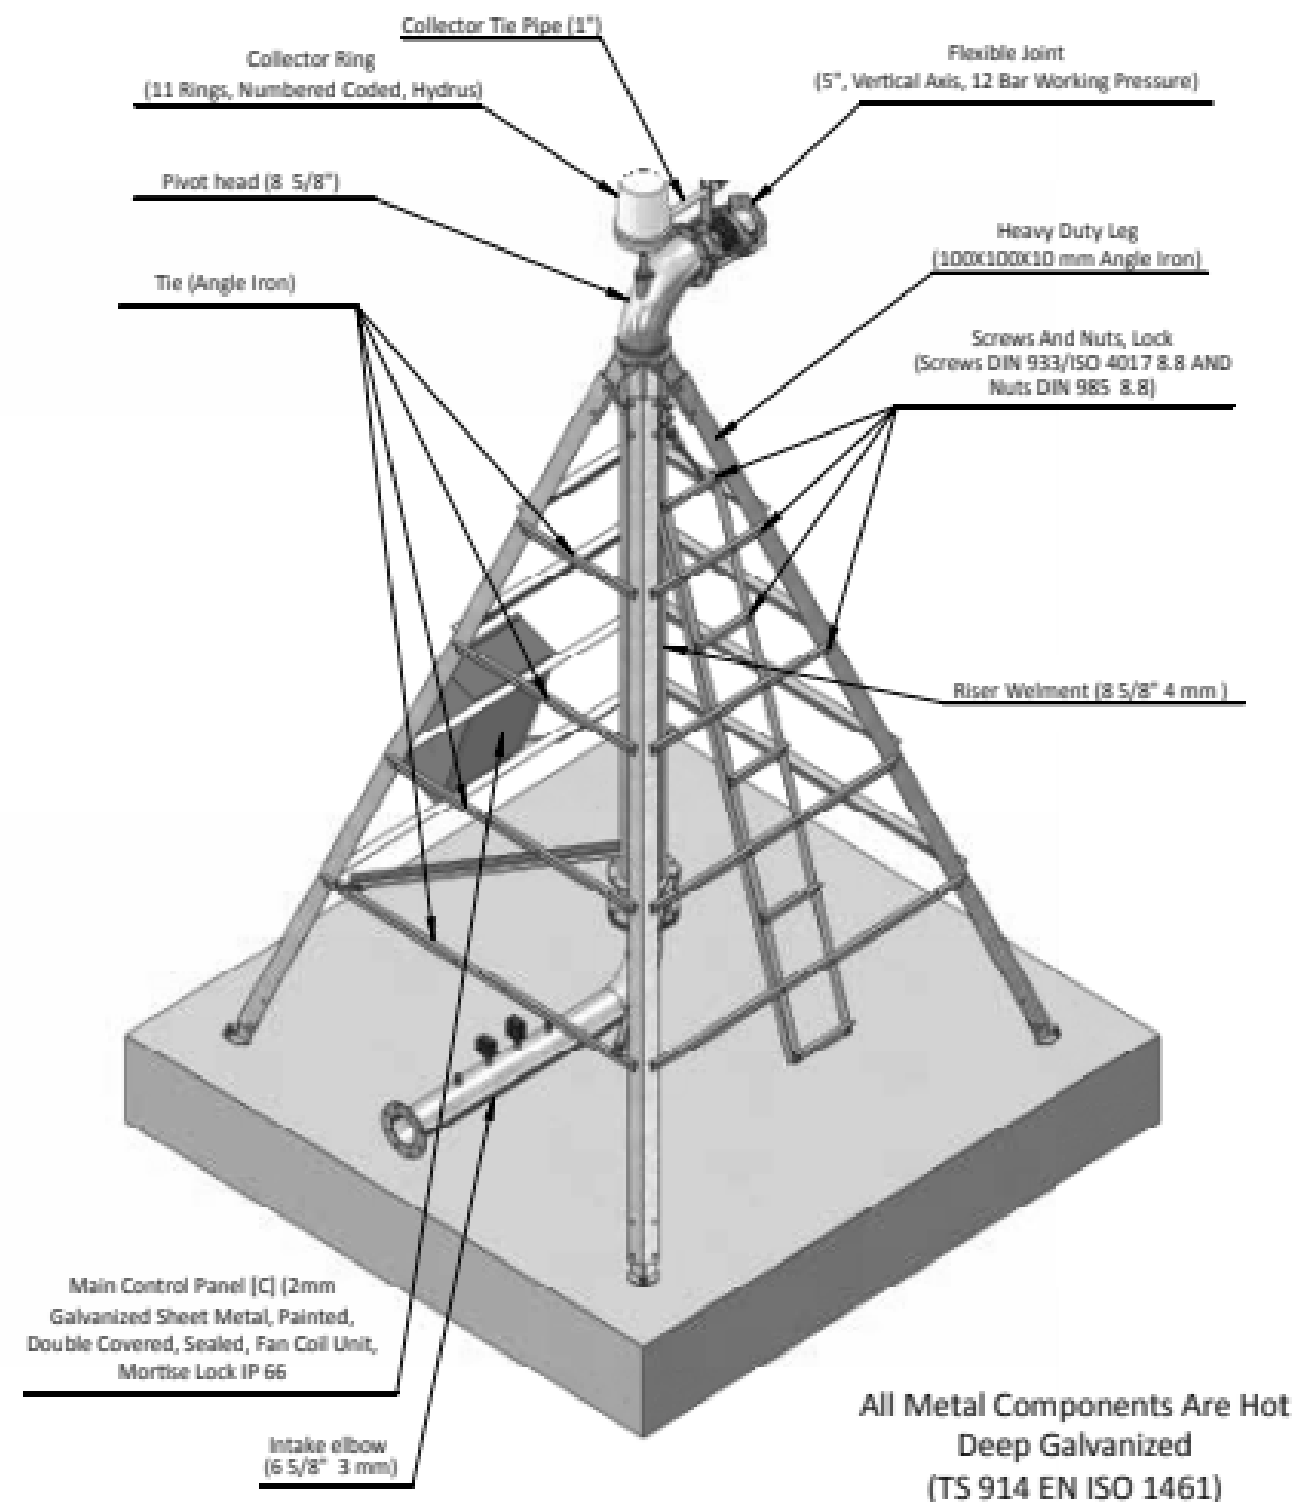 Collector Tie Pipe (1")
Collector Ring
(11 Rings, Numbered Coded, Hydrus)
Flexible Joint
(5", Vertical Axis, 12 Bar Working Pressure)
Pivot head (8 5/8")
Heavy Duty Leg
(100X100X10 mm Angle Iron)
Tie (Angle Iron)
Screws And Nuts, Lock
(Screws DIN 933/ISO 4017 8.8 AND
Nuts DIN 985 8.8)
Riser Welment (8 5/8" 4 mm )
Main Control Panel [C] (2mm
Galvanized Sheet Metal, Painted,
Double Covered, Sealed, Fan Coil Unit,
Mortise Lock IP 66
Intake elbow
(6 5/8" 3 mm)
All Metal Components Are Hot
Deep Galvanized
(TS 914 EN ISO 1461)